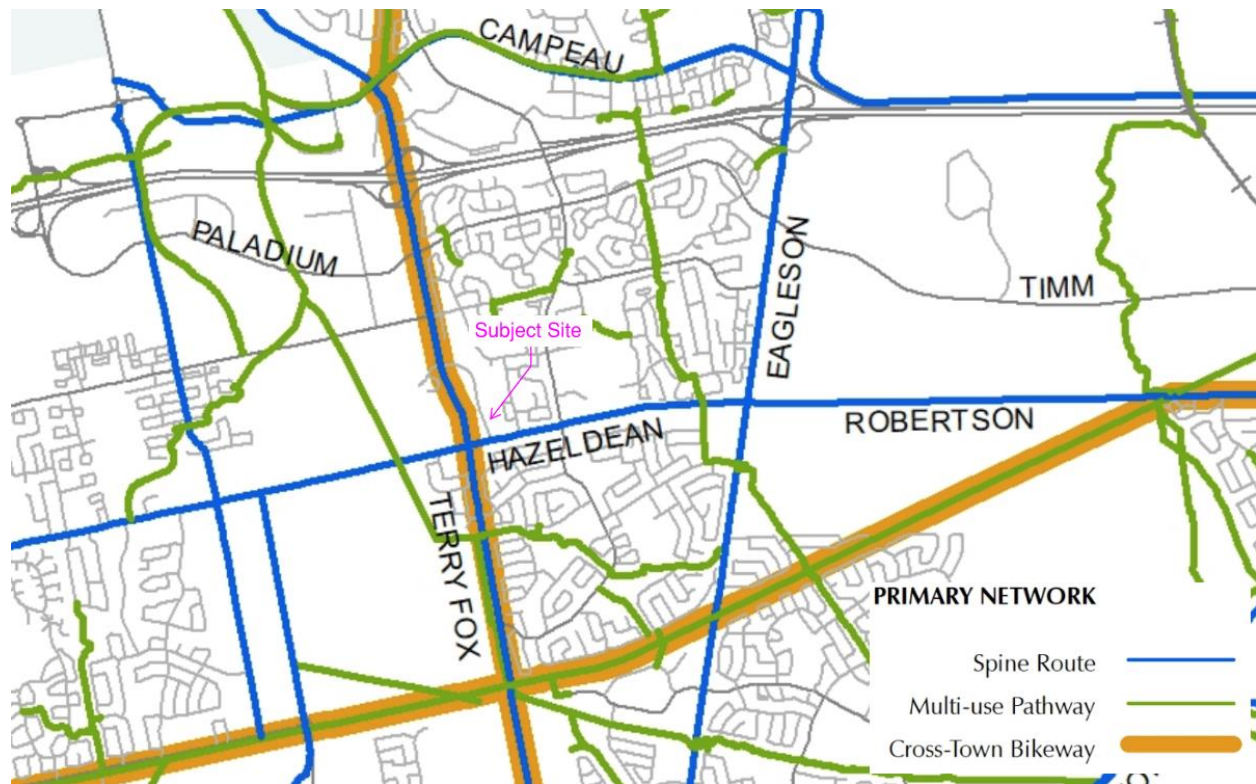 CAMPEAU
PALADIUM
EAGLESON
TIMM
Subject Site
HAZELDEAN
ROBERTSON
TERRY FOX
PRIMARY NETWORK
Spine Route
Multi-use Pathway
Cross-Town Bikeway